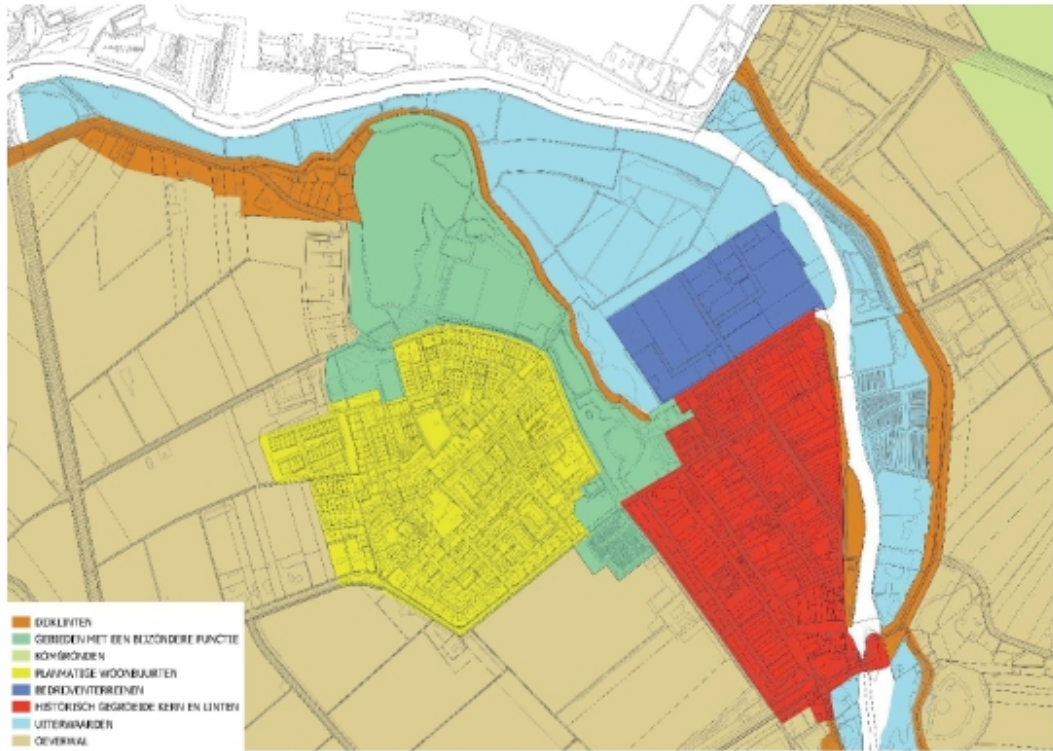 DIJKLINTEN
GEBIEDEN MET EEN BIJZONDERE FUNCTIE
KOMGRONDEN
PLANMATIGE WOONBUURTEN
BEDRIJVENTERREINEN
HISTORISCH GEGROEIDE KERN EN LINTEN
UITERWAARDEN
OEVERWAL